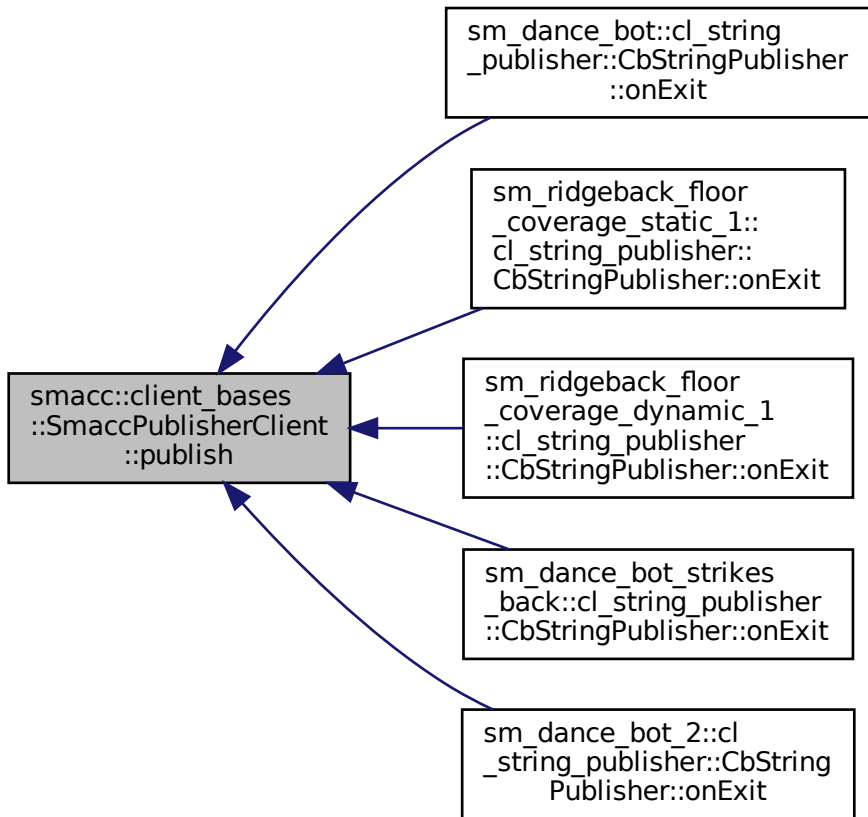 sm_dance_bot::cl_string
_publisher::CbStringPublisher
::onExit
sm_ridgeback_floor
_coverage_static_1::
cl_string_publisher::
CbStringPublisher::onExit
smacc::client_bases
::SmaccPublisherClient
::publish
sm_ridgeback_floor
_coverage_dynamic_1
::cl_string_publisher
::CbStringPublisher::onExit
sm_dance_bot_strikes
_back::cl_string_publisher
::CbStringPublisher::onExit
sm_dance_bot_2::cl
_string_publisher::CbString
Publisher::onExit